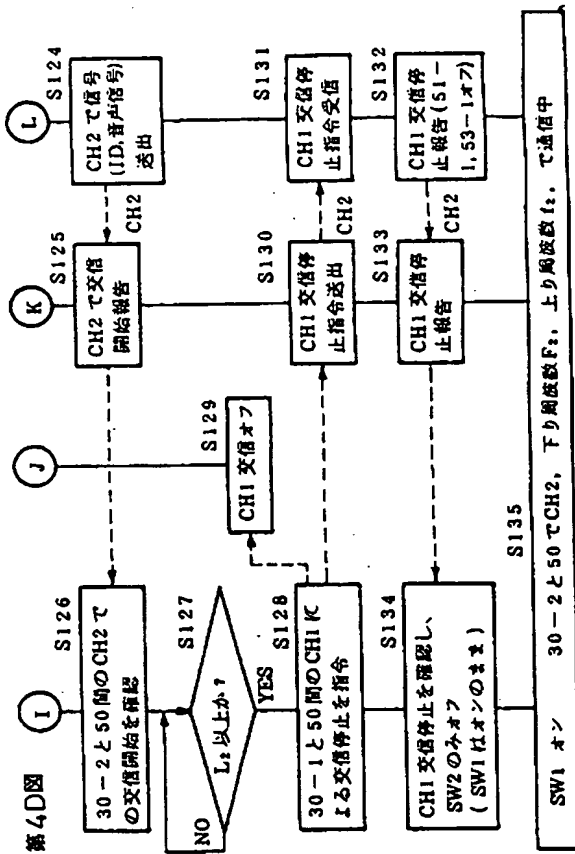 第4D図
I
J
K
L
S126
30-2と50間のCH2で
の交信開始を確認
S125
CH2で交信
開始報告
S124
CH2で信号
(ID,音声信号)
送出
CH2
S127
L₂以上か?
NO
YES
S128
30-1と50間のCH1に
よる交信停止を指令
S129
CH1交信オフ
S130
CH1交信停
止指令送出
CH2
S131
CH1交信停
止指令受信
S134
CH1交信停止を確認し、
SW2のみオフ
(SW1はオンのまま)
S133
CH1交信停
止報告
CH2
S132
CH1交信停
止報告(51-
1,53-1オフ)
S135
SW1 オン 30-2と50でCH2, 下り周波数F₂, 上り周波数f₂, で通信中